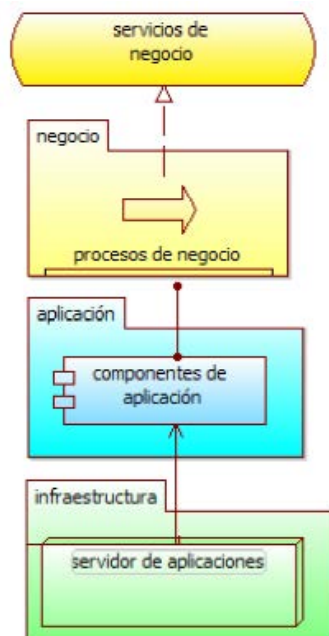 servicios de
negocio
negocio
procesos de negocio
aplicación
componentes de
aplicación
infraestructura
servidor de aplicaciones